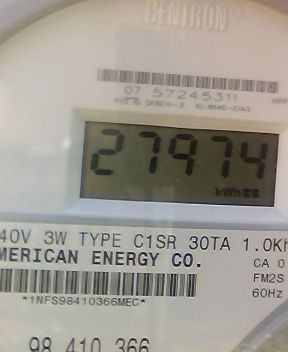 CENTRON®
07 57245311
27974
kWh
40V 3W TYPE C1SR 30TA 1.0Kh
MERICAN ENERGY CO.
CA 0
FM2S
*1NFS98410366MEC*
60Hz
98 410 366